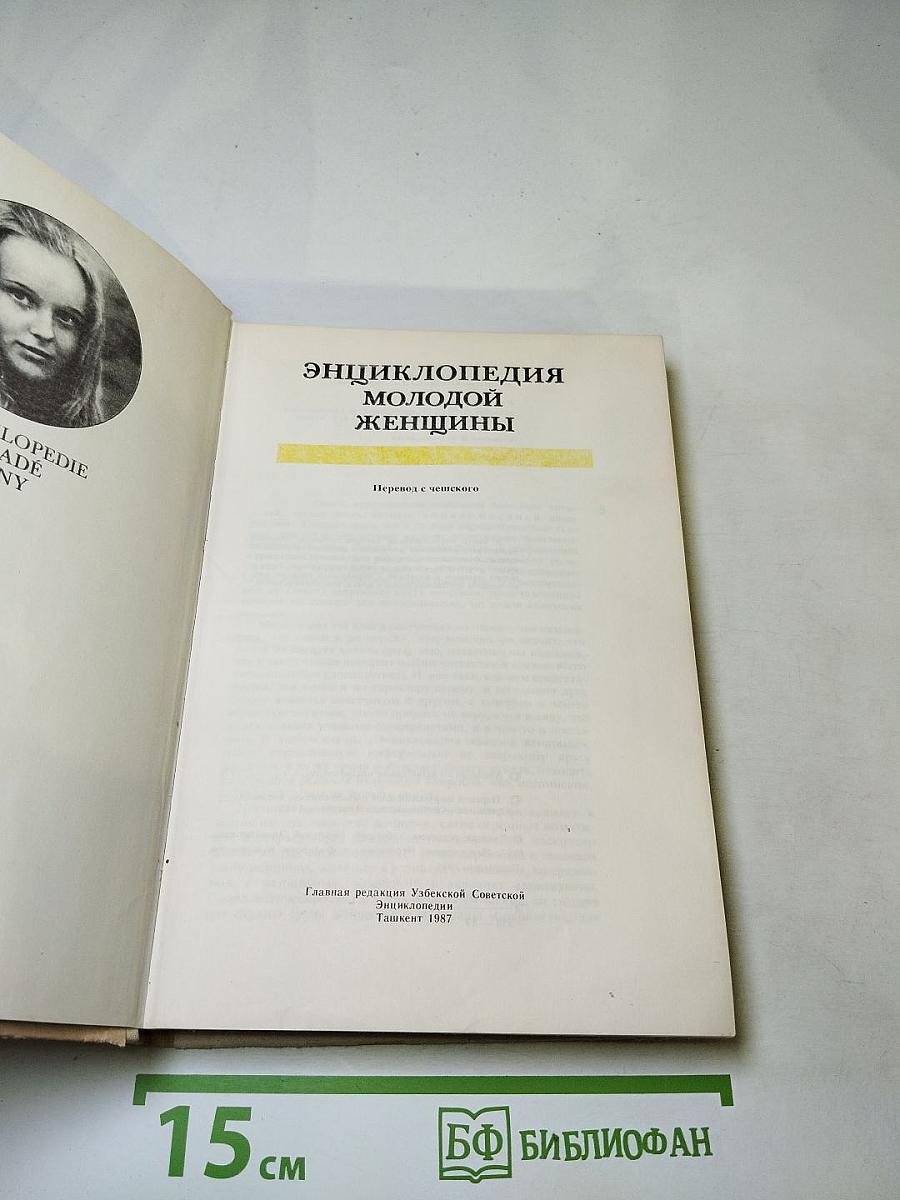 LOPEDIE
ADÉ
NY
ЭНЦИКЛОПЕДИЯ
МОЛОДОЙ
ЖЕНЩИНЫ
Перевод с чешского
Главная редакция Узбекской Советской
Энциклопедии
Ташкент 1987
15 см
БФ БИБЛИОФАН